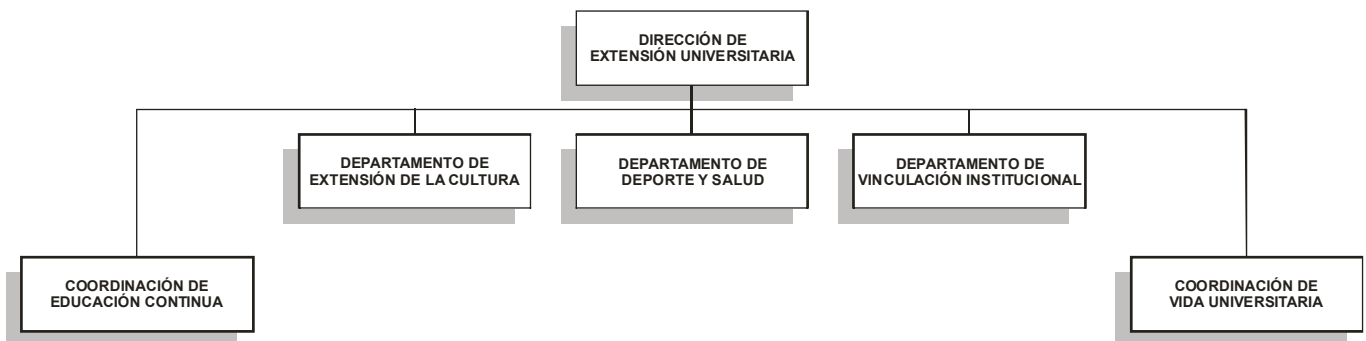 DIRECCIÓN DE
EXTENSIÓN UNIVERSITARIA
DEPARTAMENTO DE
EXTENSIÓN DE LA CULTURA
DEPARTAMENTO DE
DEPORTE Y SALUD
DEPARTAMENTO DE
VINCULACIÓN INSTITUCIONAL
COORDINACIÓN DE
EDUCACIÓN CONTINUA
COORDINACIÓN DE
VIDA UNIVERSITARIA